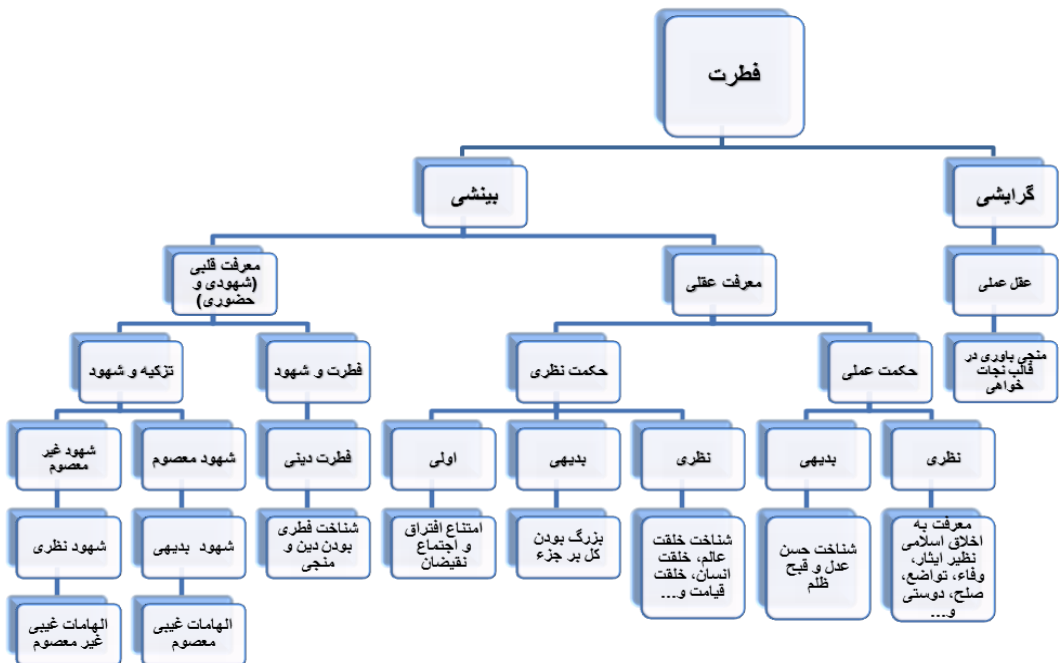 فطرت
گرایشی
بینشی
عقل عملی
معرفت عقلی
معرفت قلبی
(شهودی و
حضوری)
منجی باوری در
قالب نجات
خواهی
حکمت عملی
حکمت نظری
فطرت و شهود
تزکیه و شهود
نظری
بدیهی
نظری
بدیهی
اولی
فطرت دینی
شهود معصوم
شهود غیر
معصوم
معرفت به
اخلاق اسلامی
نظیر ایثار،
وفاء، تواضع،
صلح، دوستی
و...
شناخت حسن
عدل و قبح
ظلم
شناخت خلقت
عالم، خلقت
انسان، خلقت
قیامت و...
بزرگ بودن
کل بر جزء
امتناع افتراق
و اجتماع
نقیضان
شناخت فطری
بودن دین و
منجی
شهود بدیهی
شهود نظری
الهامات غیبی
معصوم
الهامات غیبی
غیر معصوم